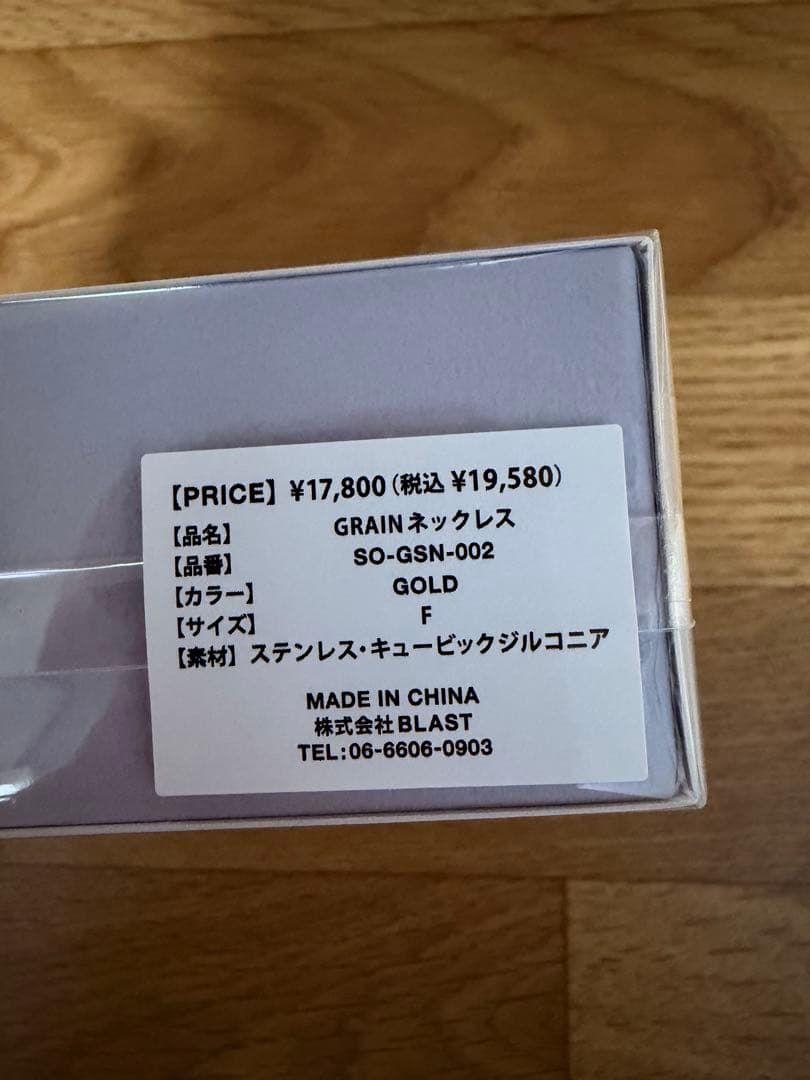 【PRICE】¥17,800(税込 ¥19,580)
【品名】 GRAINネックレス
【品番】 SO-GSN-002
【カラー】 GOLD
【サイズ】 F
【素材】ステンレス・キュービックジルコニア
MADE IN CHINA
株式会社BLAST
TEL:06-6606-0903